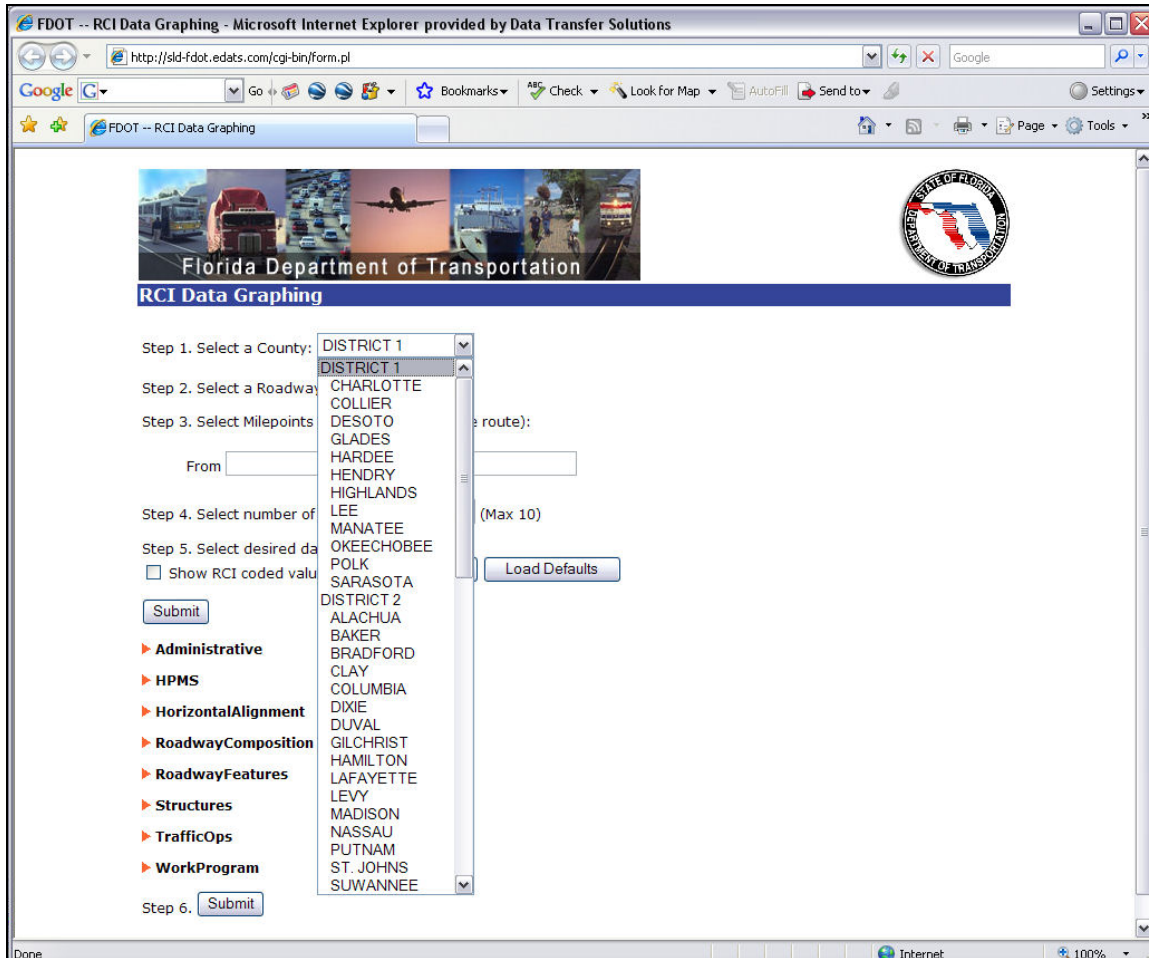 FDOT -- RCI Data Graphing - Microsoft Internet Explorer provided by Data Transfer Solutions
http://sld-fdot.edats.com/cgi-bin/form.pl
Google
Google
Go
Bookmarks
ABC Check
Look for Map
AutoFill
Send to
Settings
FDOT -- RCI Data Graphing
Page
Tools
Florida Department of Transportation
STATE OF FLORIDA
DEPARTMENT OF TRANSPORTATION
RCI Data Graphing
Step 1. Select a County:
DISTRICT 1
Step 2. Select a Roadway
Step 3. Select Milepoints
route):
From
Step 4. Select number of
(Max 10)
Step 5. Select desired da
Show RCI coded valu
Load Defaults
Submit
Administrative
HPMS
HorizontalAlignment
RoadwayComposition
RoadwayFeatures
Structures
TrafficOps
WorkProgram
Step 6. Submit
DISTRICT 1
CHARLOTTE
COLLIER
DESOTO
GLADES
HARDEE
HENDRY
HIGHLANDS
LEE
MANATEE
OKEECHOBEE
POLK
SARASOTA
DISTRICT 2
ALACHUA
BAKER
BRADFORD
CLAY
COLUMBIA
DIXIE
DUVAL
GILCHRIST
HAMILTON
LAFAYETTE
LEVY
MADISON
NASSAU
PUTNAM
ST. JOHNS
SUWANNEE
Done
Internet
100%